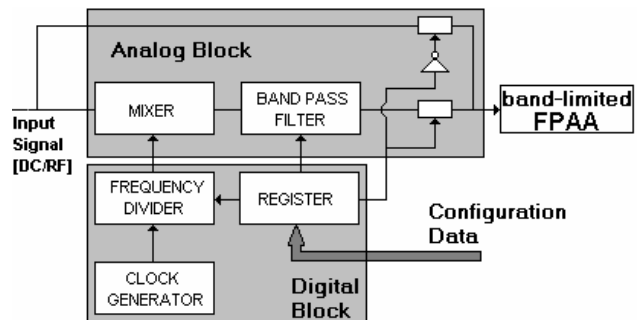 Analog Block
MIXER
BAND PASS
FILTER
band-limited
FPAA
Input
Signal
[DC/RF]
FREQUENCY
DIVIDER
REGISTER
Configuration
Data
CLOCK
GENERATOR
Digital
Block